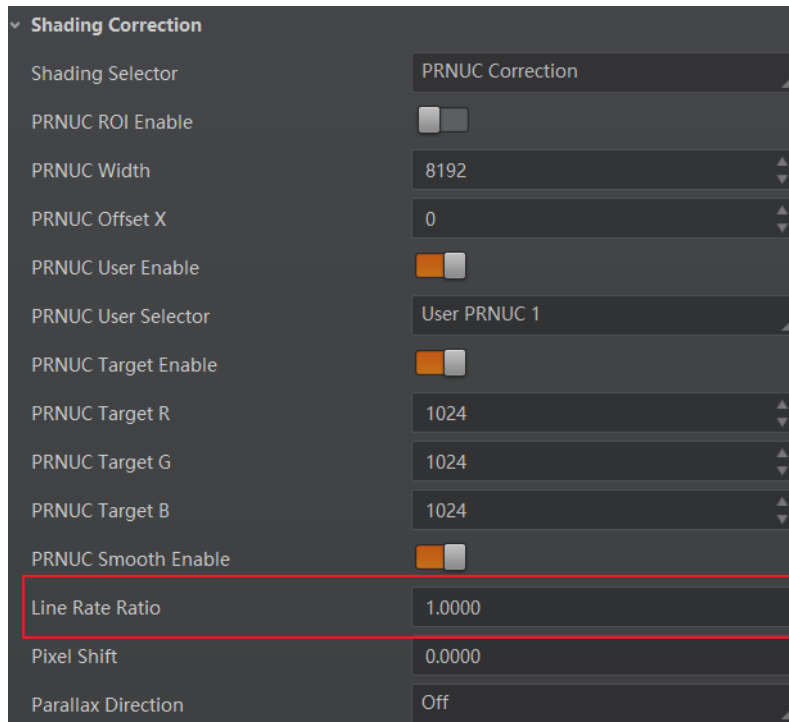 Shading Correction
Shading Selector PRNUC Correction
PRNUC ROI Enable
PRNUC Width 8192
PRNUC Offset X 0
PRNUC User Enable
PRNUC User Selector User PRNUC 1
PRNUC Target Enable
PRNUC Target R 1024
PRNUC Target G 1024
PRNUC Target B 1024
PRNUC Smooth Enable
Line Rate Ratio 1.0000
Pixel Shift 0.0000
Parallax Direction Off